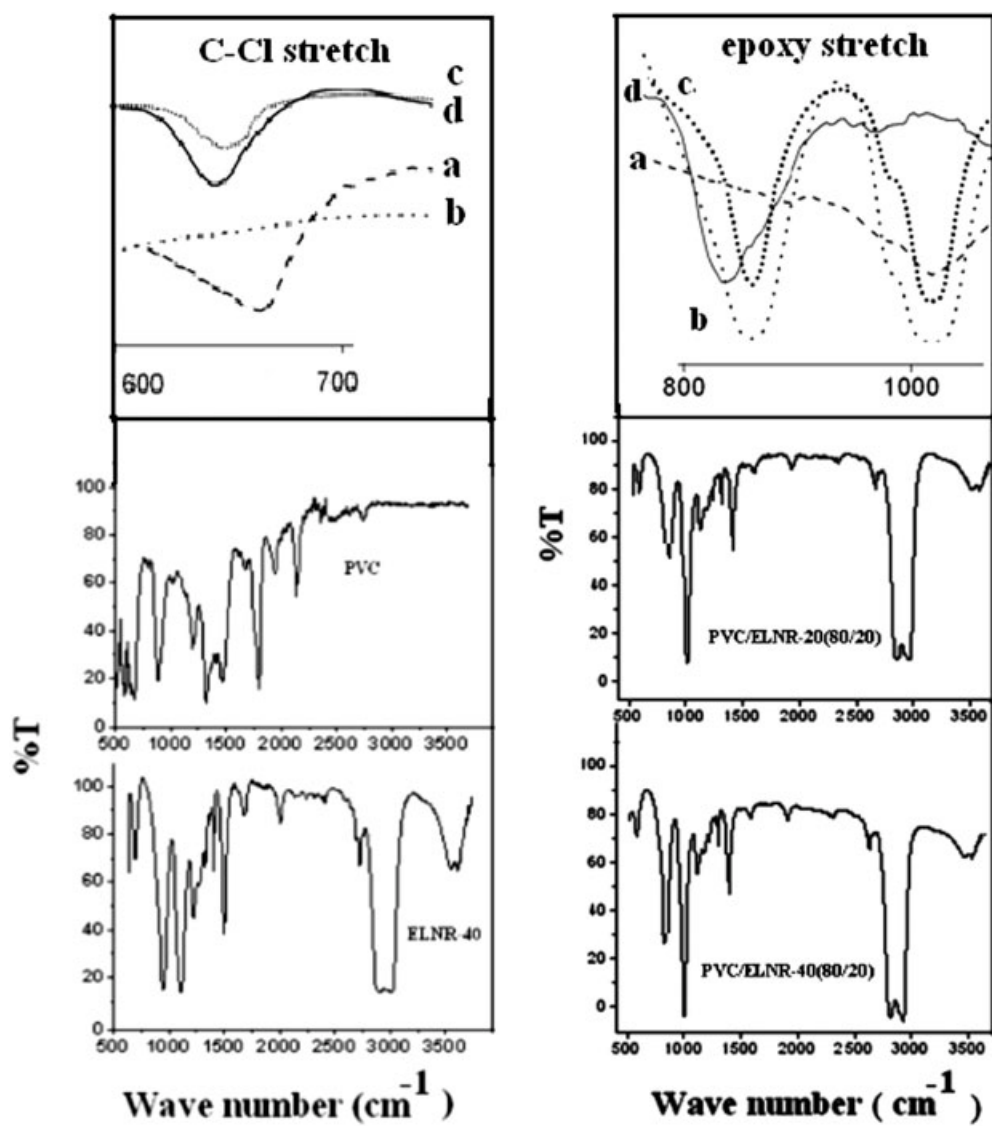 C-Cl stretch
c
d
a
b
600 700
epoxy stretch
d c
a
b
800 1000
%T
100
80
60
40
20
0
PVC
500 1000 1500 2000 2500 3000 3500
100
80
60
40
20
0
ELNR-40
500 1000 1500 2000 2500 3000 3500
Wave number (cm-1)
%T
100
80
60
40
20
0
PVC/ELNR-20(80/20)
500 1000 1500 2000 2500 3000 3500
100
80
60
40
20
0
PVC/ELNR-40(80/20)
500 1000 1500 2000 2500 3000 3500
Wave number ( cm-1)